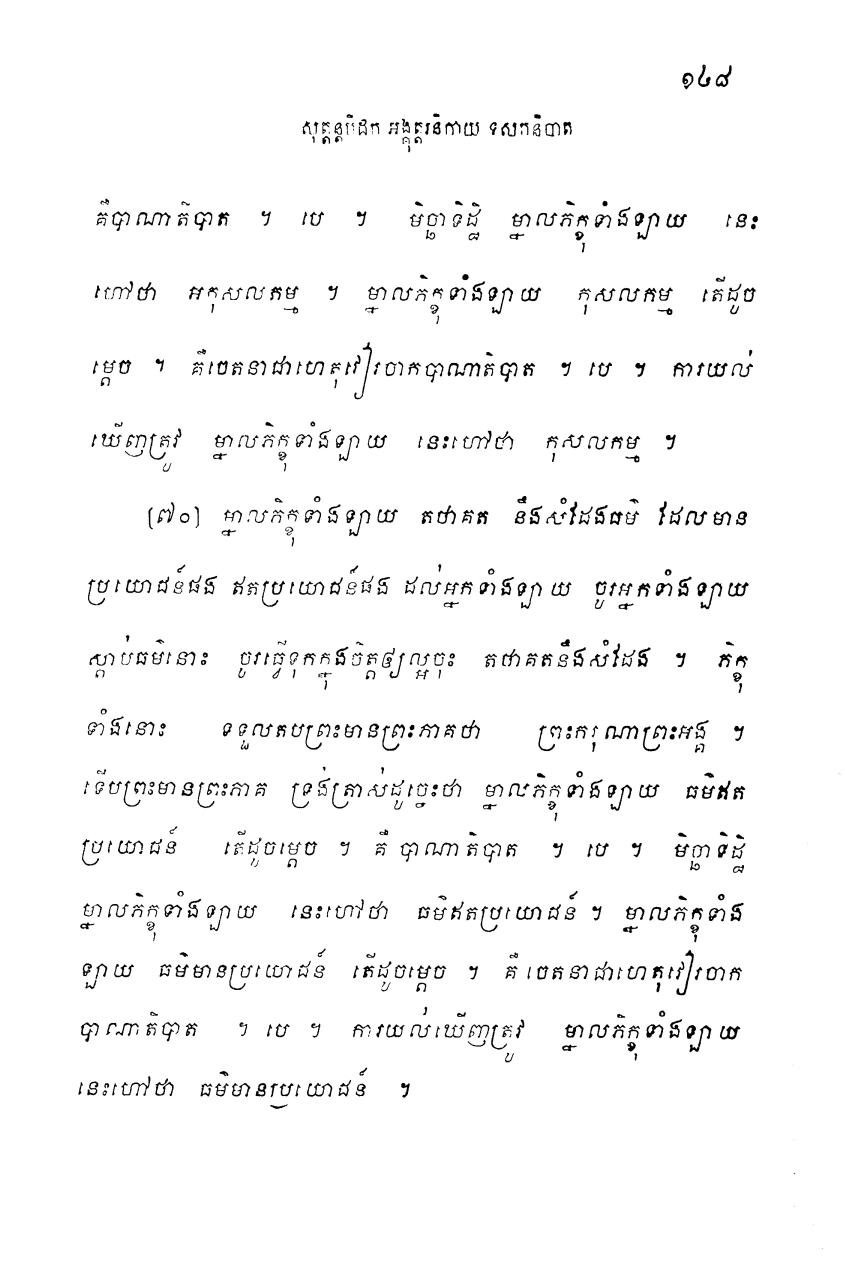 ១៤៨
សុត្តន្តបិដក អង្គុត្តរនិកាយ ទសកនិបាត
គឺបាណាតិបាត ។ បេ ។ មិច្ឆាទិដ្ឋិ ម្នាលភិក្ខុទាំងឡាយ នេះ
ហៅថា អកុសលកម្ម ។ ម្នាលភិក្ខុទាំងឡាយ កុសលកម្ម តើដូច
ម្តេច ។ គឺចេតនាជាហេតុវៀរចាកបាណាតិបាត ។ បេ ។ ការយល់
ឃើញត្រូវ ម្នាលភិក្ខុទាំងឡាយ នេះហៅថា កុសលកម្ម ។
(៧០) ម្នាលភិក្ខុទាំងឡាយ តថាគត នឹងសំដែងធម៌ ដែលមាន
ប្រយោជន៍ផង ឥតប្រយោជន៍ផង ដល់អ្នកទាំងឡាយ ចូរអ្នកទាំងឡាយ
ស្តាប់ធម៌នោះ ចូរធ្វើទុកក្នុងចិត្តឲ្យល្អចុះ តថាគតនឹងសំដែង ។ ភិក្ខុ
ទាំងនោះ ទទួលតបព្រះមានព្រះភាគថា ព្រះករុណាព្រះអង្គ ។
ទើបព្រះមានព្រះភាគ ទ្រង់ត្រាស់ដូច្នេះថា ម្នាលភិក្ខុទាំងឡាយ ធម៌ឥត
ប្រយោជន៍ តើដូចម្តេច ។ គឺ បាណាតិបាត ។ បេ ។ មិច្ឆាទិដ្ឋិ
ម្នាលភិក្ខុទាំងឡាយ នេះហៅថា ធម៌ឥតប្រយោជន៍ ។ ម្នាលភិក្ខុទាំង
ឡាយ ធម៌មានប្រយោជន៍ តើដូចម្តេច ។ គឺ ចេតនាជាហេតុវៀរចាក
បាណាតិបាត ។ បេ ។ ការយល់ឃើញត្រូវ ម្នាលភិក្ខុទាំងឡាយ
នេះហៅថា ធម៌មានប្រយោជន៍ ។